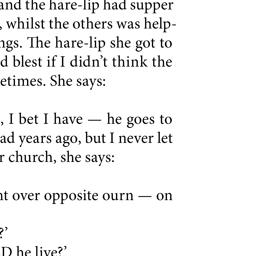 and the hare-lip had supper
, whilst the others was help-
ngs. The hare-lip she got to
d blest if I didn’t think the
etimes. She says:
, I bet I have — he goes to
ad years ago, but I never let
r church, she says:
nt over opposite ourn — on
?’
D he live?’